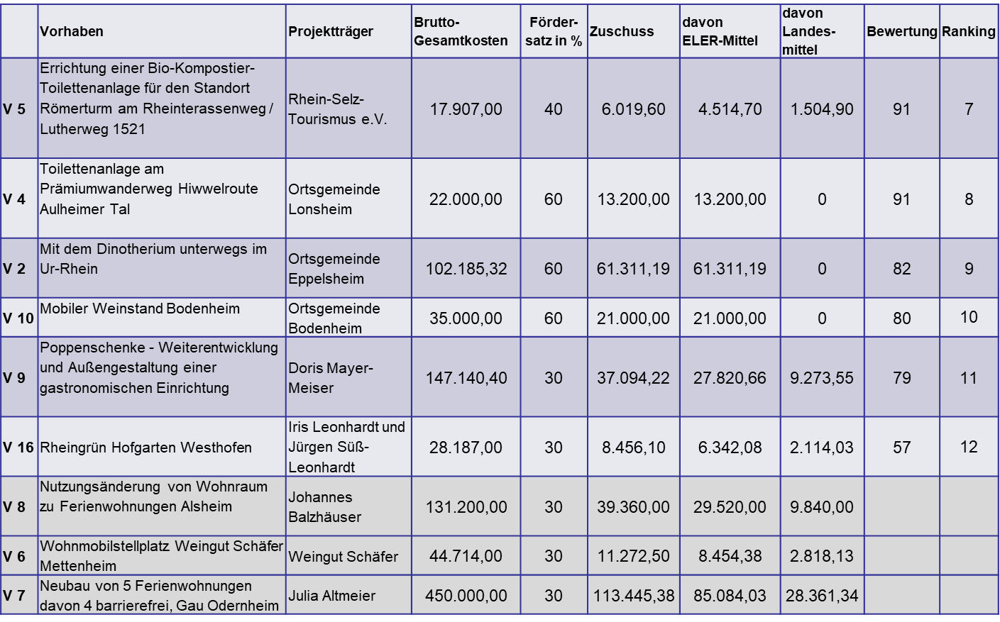 Vorhaben Projektträger Brutto- Gesamtkosten Förder- satz in % Zuschuss davon ELER-Mittel davon Landes- mittel Bewertung Ranking
V 5
Errichtung einer Bio-Kompostier-
Toilettenanlage für den Standort
Römerturm am Rheinterassenweg /
Lutherweg 1521
Rhein-Selz-
Tourismus e.V.
17.907,00 40 6.019,60 4.514,70 1.504,90 91 7
V 4
Toilettenanlage am
Prämiumwanderweg Hiwwelroute
Aulheimer Tal
Ortsgemeinde
Lonsheim
22.000,00 60 13.200,00 13.200,00 0 91 8
V 2
Mit dem Dinotherium unterwegs im
Ur-Rhein
Ortsgemeinde
Eppelsheim
102.185,32 60 61.311,19 61.311,19 0 82 9
V 10
Mobiler Weinstand Bodenheim
Ortsgemeinde
Bodenheim
35.000,00 60 21.000,00 21.000,00 0 80 10
V 9
Poppenschenke - Weiterentwicklung
und Außengestaltung einer
gastronomischen Einrichtung
Doris Mayer-
Meiser
147.140,40 30 37.094,22 27.820,66 9.273,55 79 11
V 16
Rheingrün Hofgarten Westhofen
Iris Leonhardt und
Jürgen Süß-
Leonhardt
28.187,00 30 8.456,10 6.342,08 2.114,03 57 12
V 8
Nutzungsänderung von Wohnraum
zu Ferienwohnungen Alsheim
Johannes
Balzhäuser
131.200,00 30 39.360,00 29.520,00 9.840,00
V 6
Wohnmobilstellplatz Weingut Schäfer
Mettenheim
Weingut Schäfer
44.714,00 30 11.272,50 8.454,38 2.818,13
V 7
Neubau von 5 Ferienwohnungen
davon 4 barrierefrei, Gau Odernheim
Julia Altmeier
450.000,00 30 113.445,38 85.084,03 28.361,34